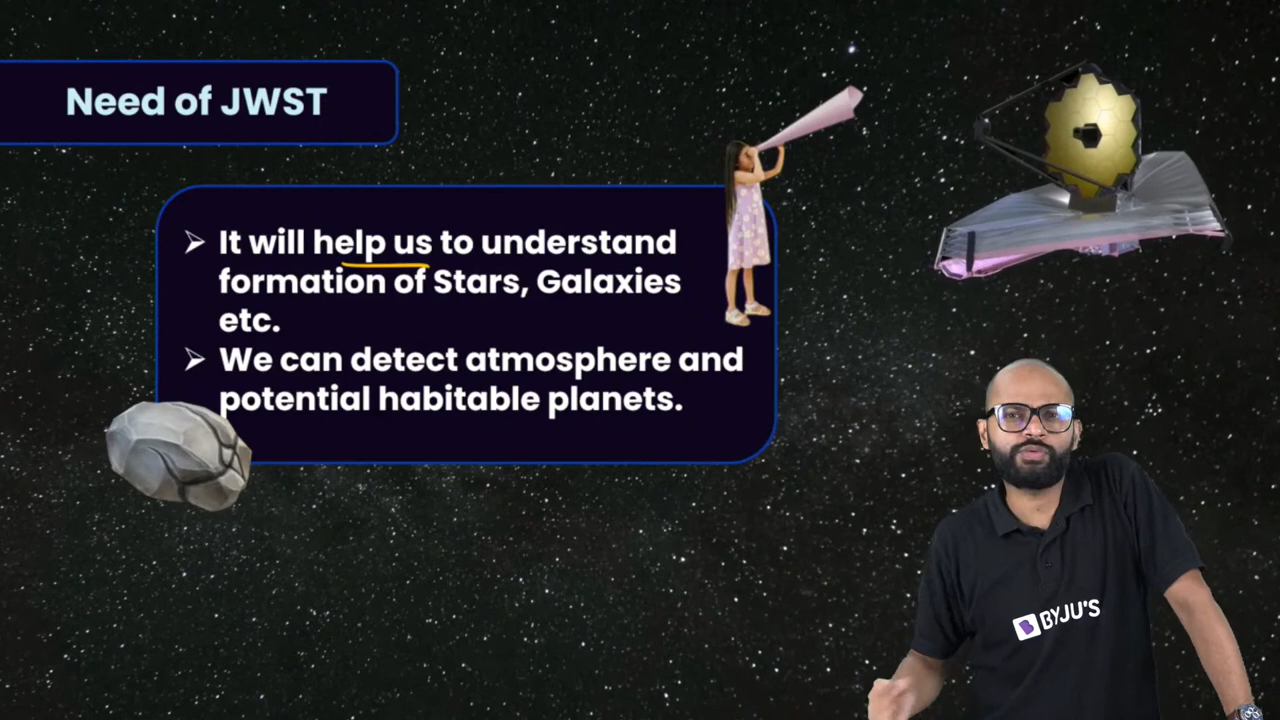 Need of JWST
➢ It will help us to understand
formation of Stars, Galaxies
etc.
➢ We can detect atmosphere and
potential habitable planets.
BYJU'S